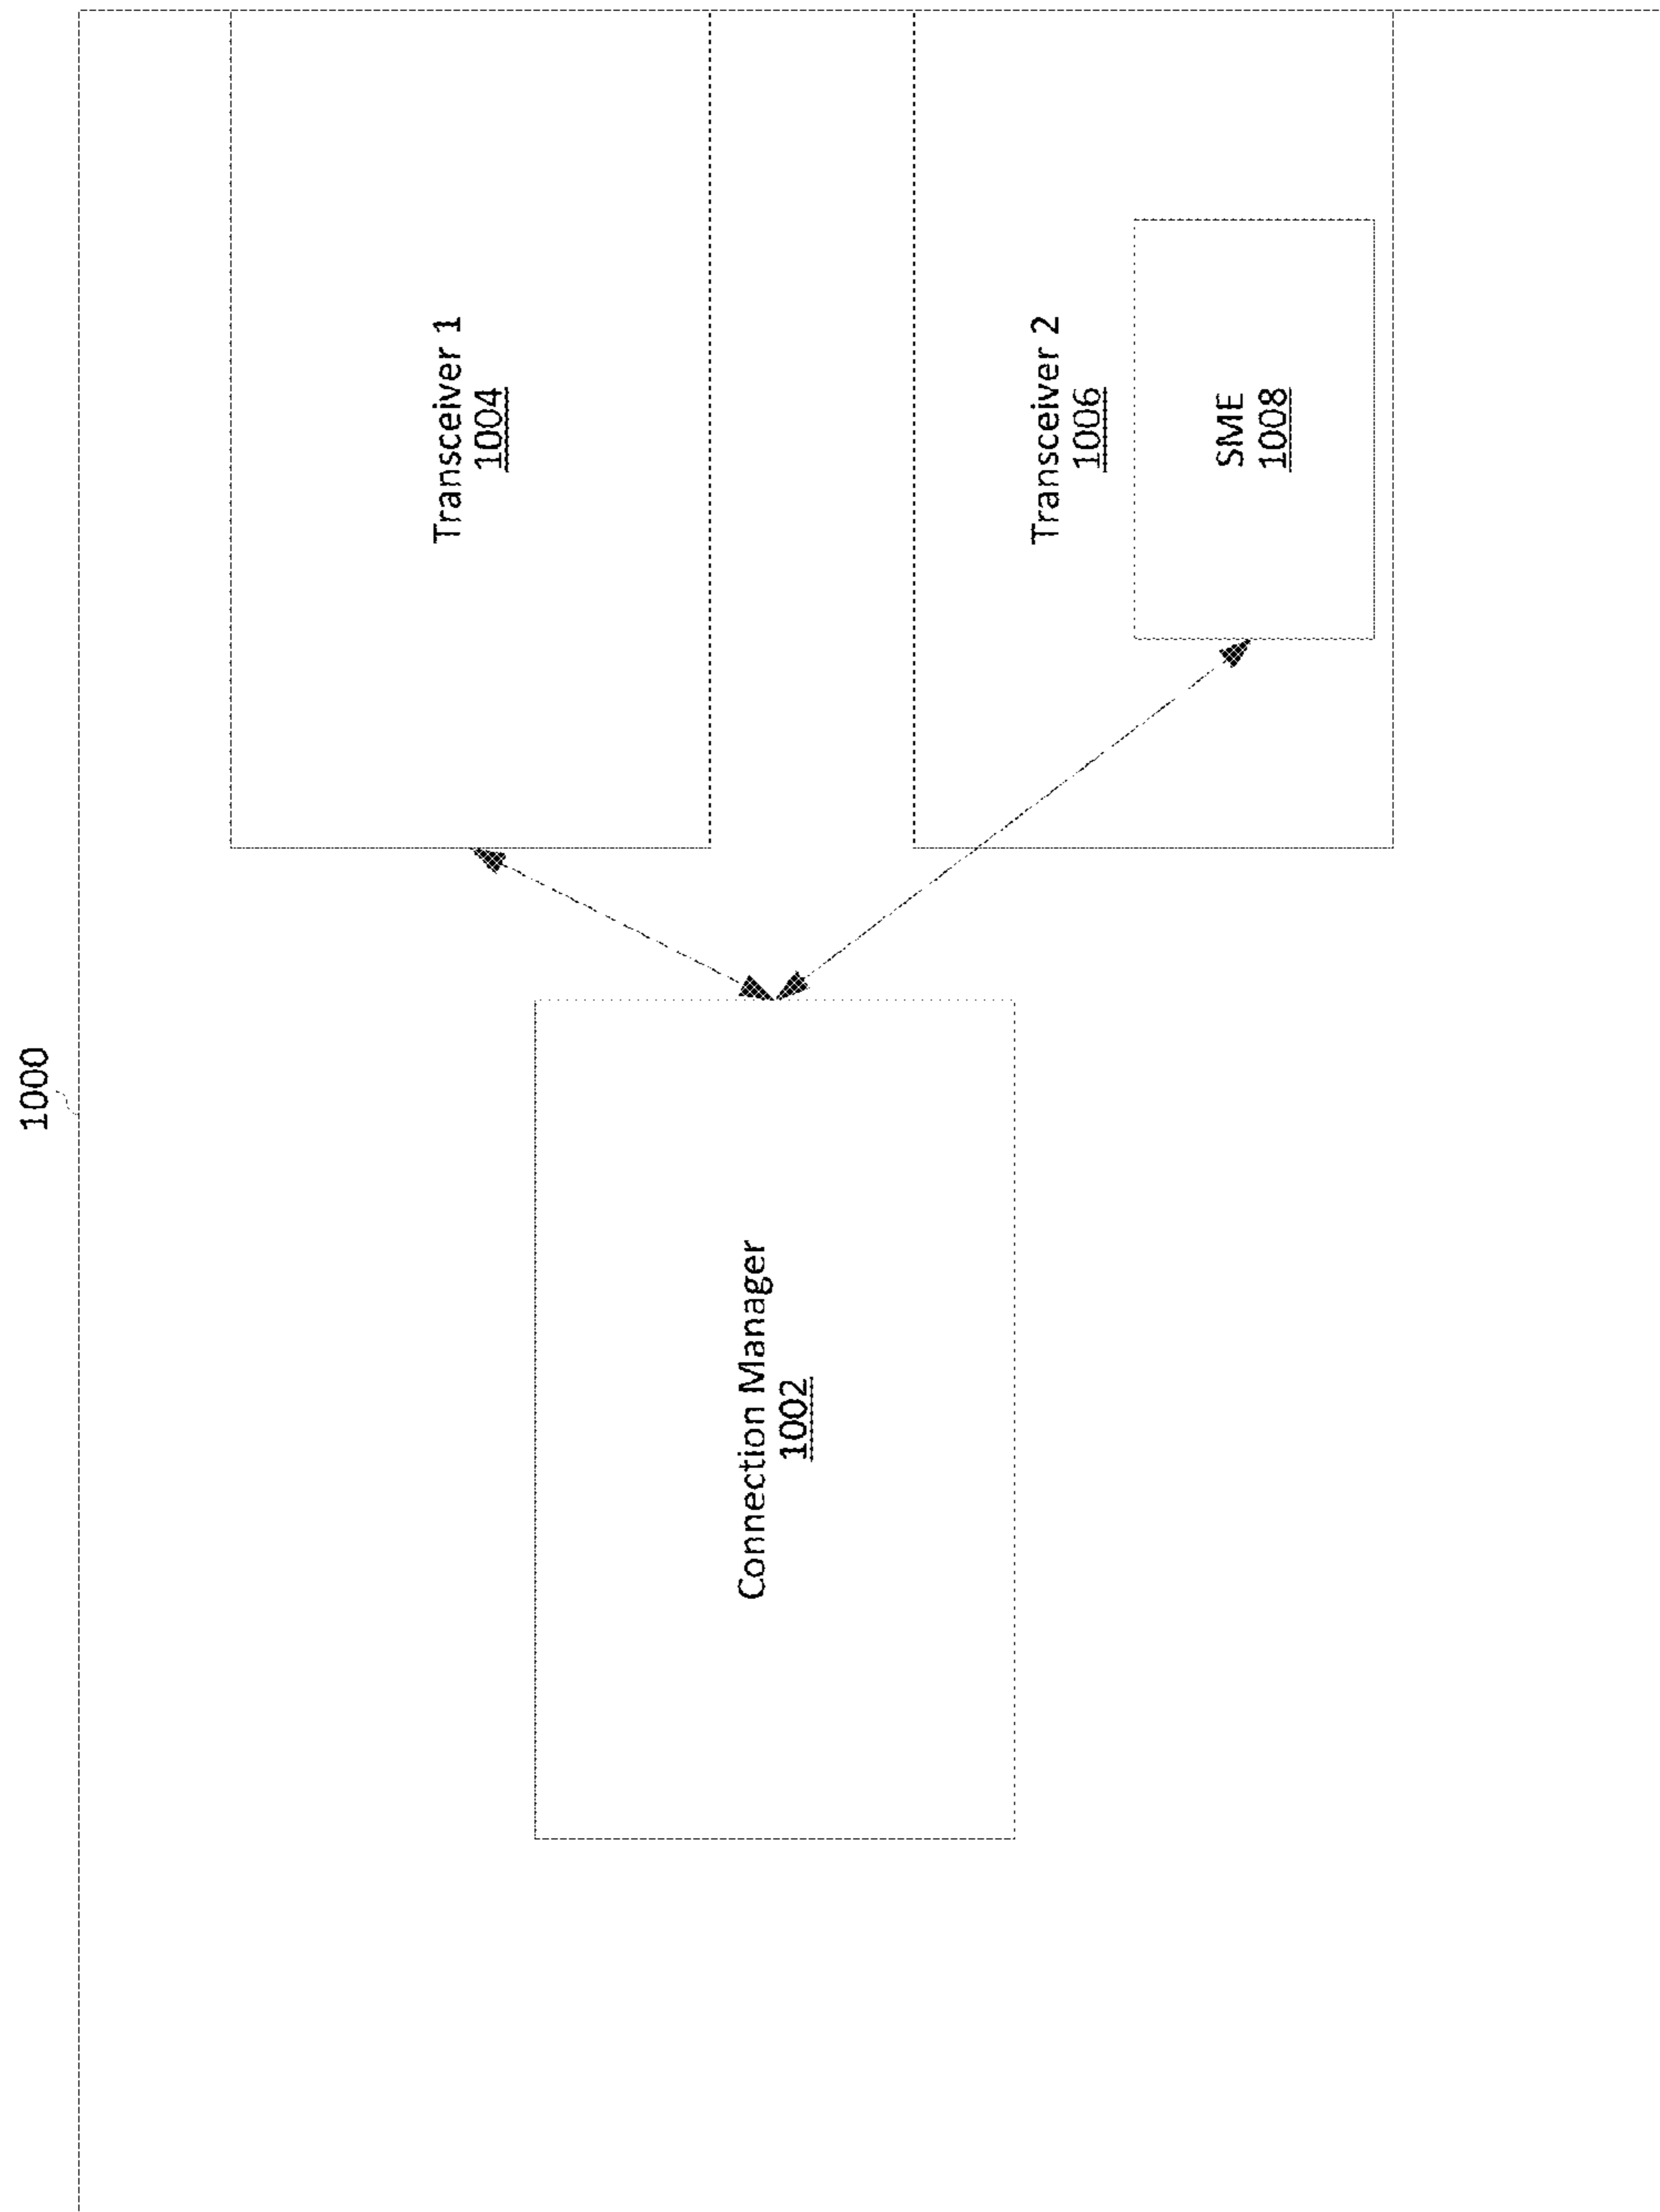 1000
Transceiver 1
1004
Connection Manager
1002
Transceiver 2
1006
SME
1008